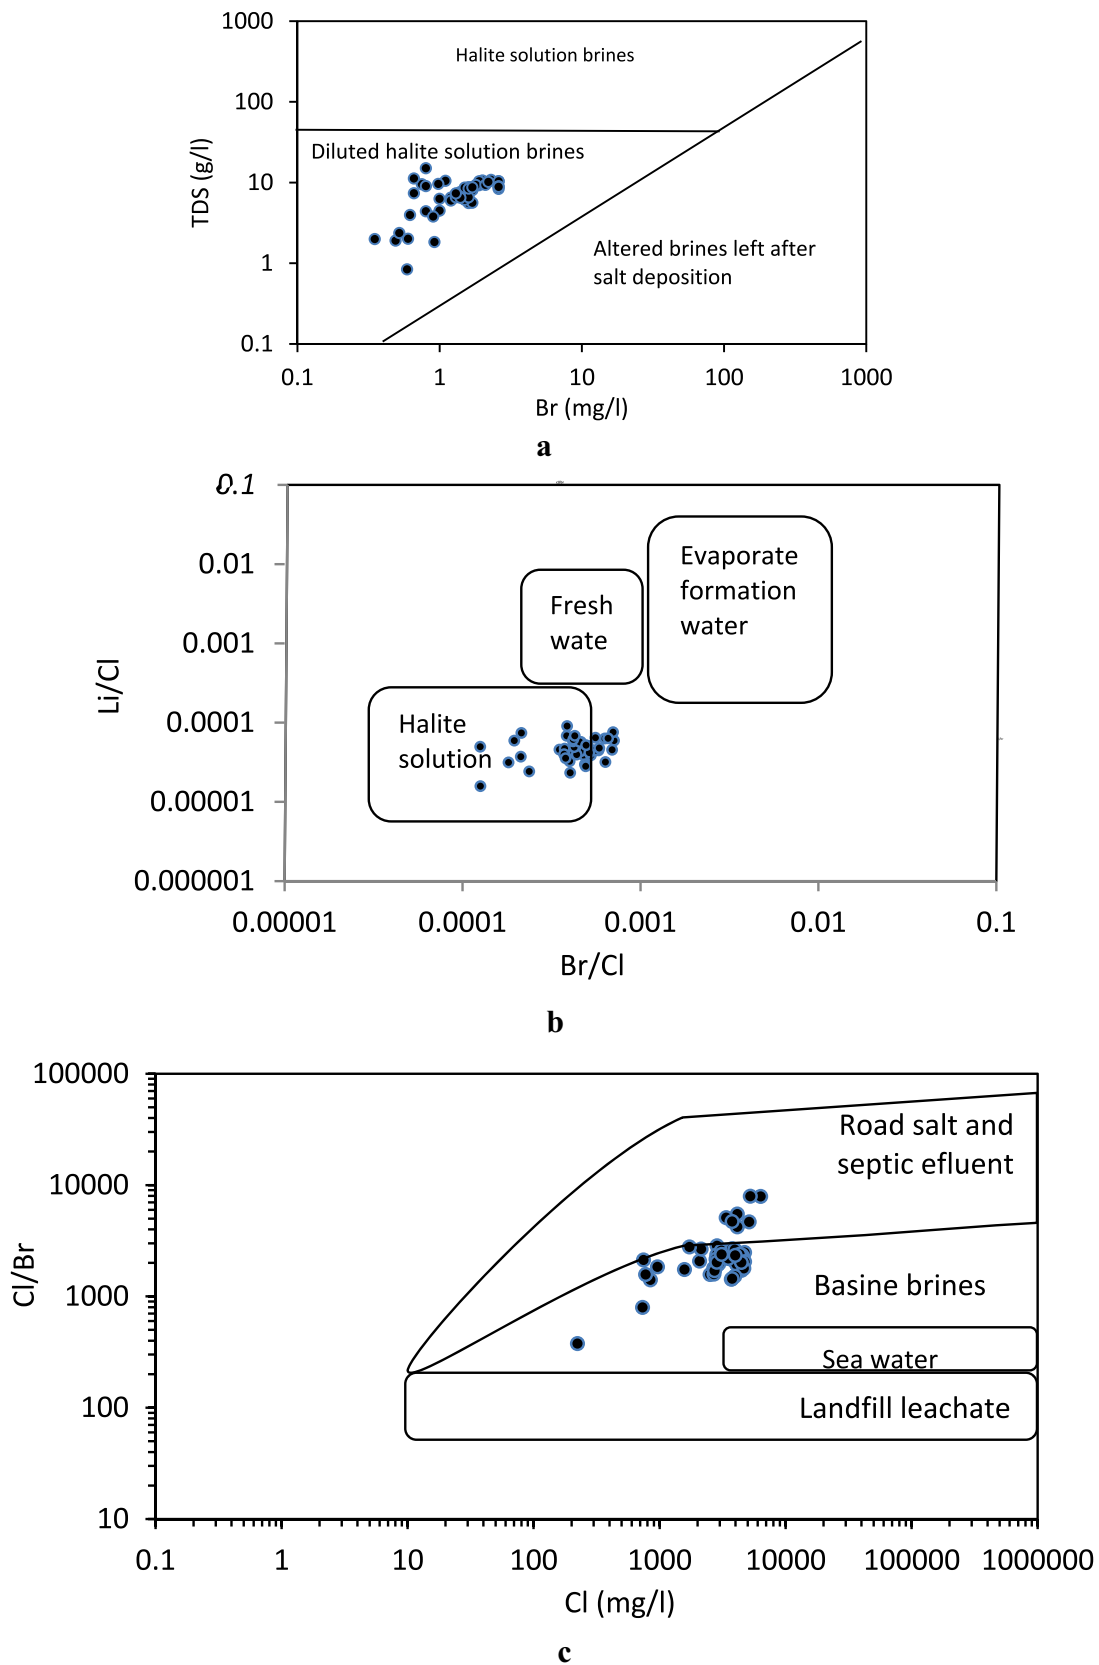 1000
Halite solution brines
100
Diluted halite solution brines
TDS (g/l)
10
Altered brines left after
salt deposition
1
0.1
0.1 1 10 100 1000
Br (mg/l)
a
0.1
Evaporate
formation
water
0.01
Fresh
wate
0.001
Li/Cl
0.0001
Halite
solution
0.00001
0.000001
0.00001 0.0001 0.001 0.01 0.1
Br/Cl
b
100000
Road salt and
septic efluent
10000
Cl/Br
Basine brines
1000
Sea water
100
Landfill leachate
10
0.1 1 10 100 1000 10000 100000 1000000
Cl (mg/l)
c